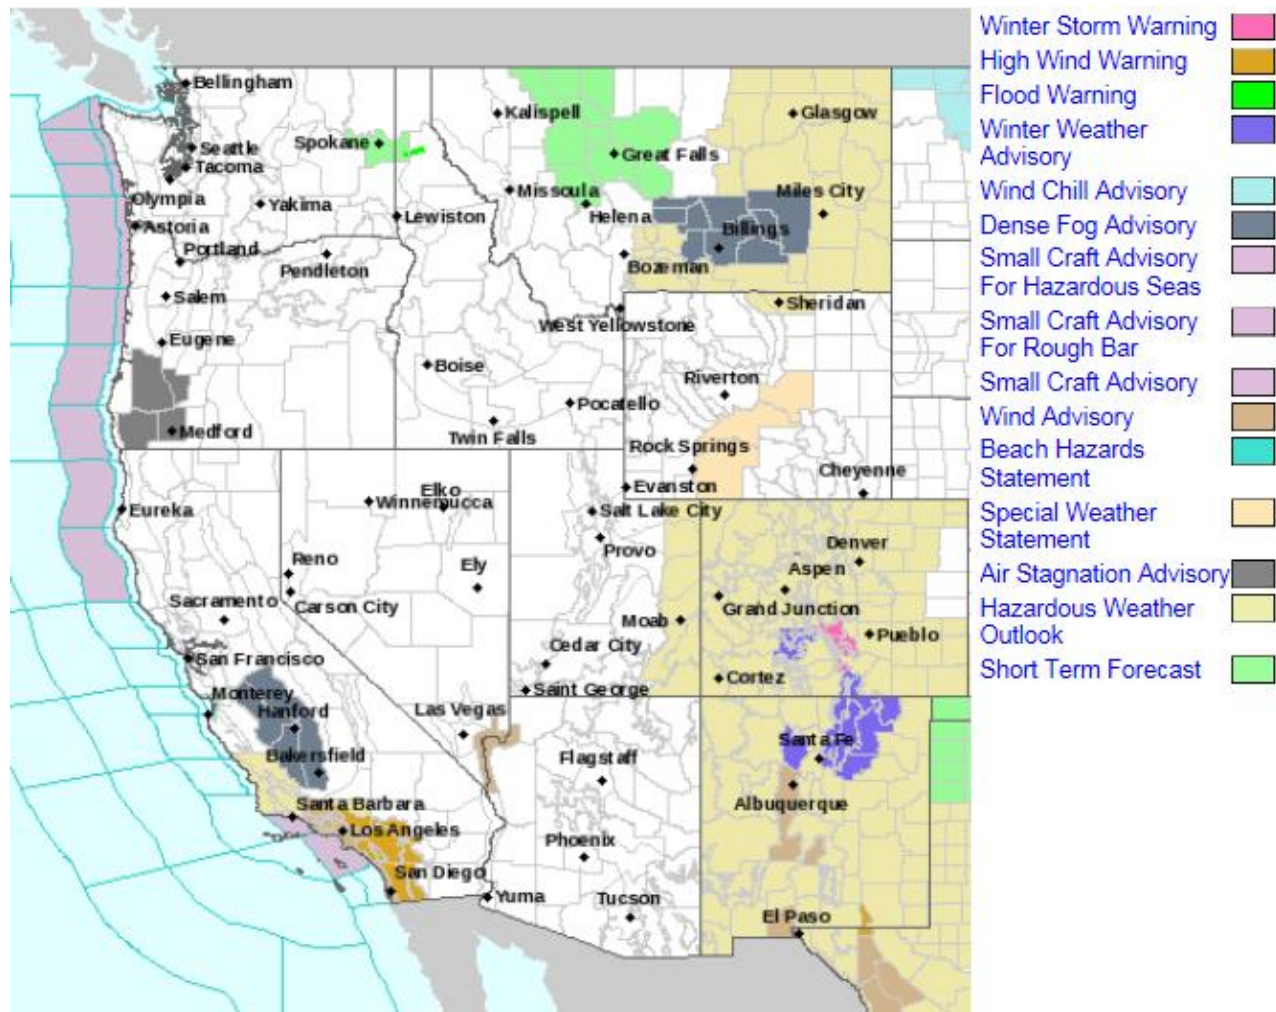 Bellingham
Seattle
Tacoma
Olympia
Astoria
Portland
Salem
Eugene
Medford
Yakima
Spokane
Pendleton
Lewiston
Kalispell
Great Falls
Missoula
Helena
Bozeman
Billings
Glasgow
Miles City
West Yellowstone
Sheridan
Boise
Pocatello
Twin Falls
Riverton
Rock Springs
Evanston
Cheyenne
Eureka
Winnemucca
Elko
Reno
Carson City
Ely
Sacramento
San Francisco
Monterey
Hanford
Bakersfield
Santa Barbara
Los Angeles
San Diego
Las Vegas
Salt Lake City
Provo
Moab
Cedar City
Saint George
Denver
Aspen
Grand Junction
Pueblo
Cortez
Flagstaff
Phoenix
Yuma
Tucson
Santa Fe
Albuquerque
El Paso
Winter Storm Warning
High Wind Warning
Flood Warning
Winter Weather
Advisory
Wind Chill Advisory
Dense Fog Advisory
Small Craft Advisory
For Hazardous Seas
Small Craft Advisory
For Rough Bar
Small Craft Advisory
Wind Advisory
Beach Hazards
Statement
Special Weather
Statement
Air Stagnation Advisory
Hazardous Weather
Outlook
Short Term Forecast